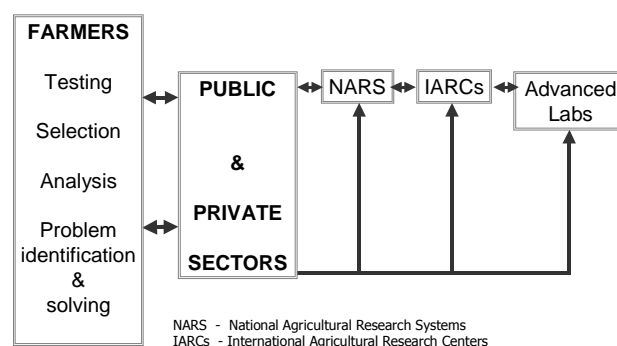 FARMERS
Testing
Selection
Analysis
Problem
identification
&
solving
PUBLIC
&
PRIVATE
SECTORS
NARS
IARCs
Advanced
Labs
NARS - National Agricultural Research Systems
IARCs - International Agricultural Research Centers